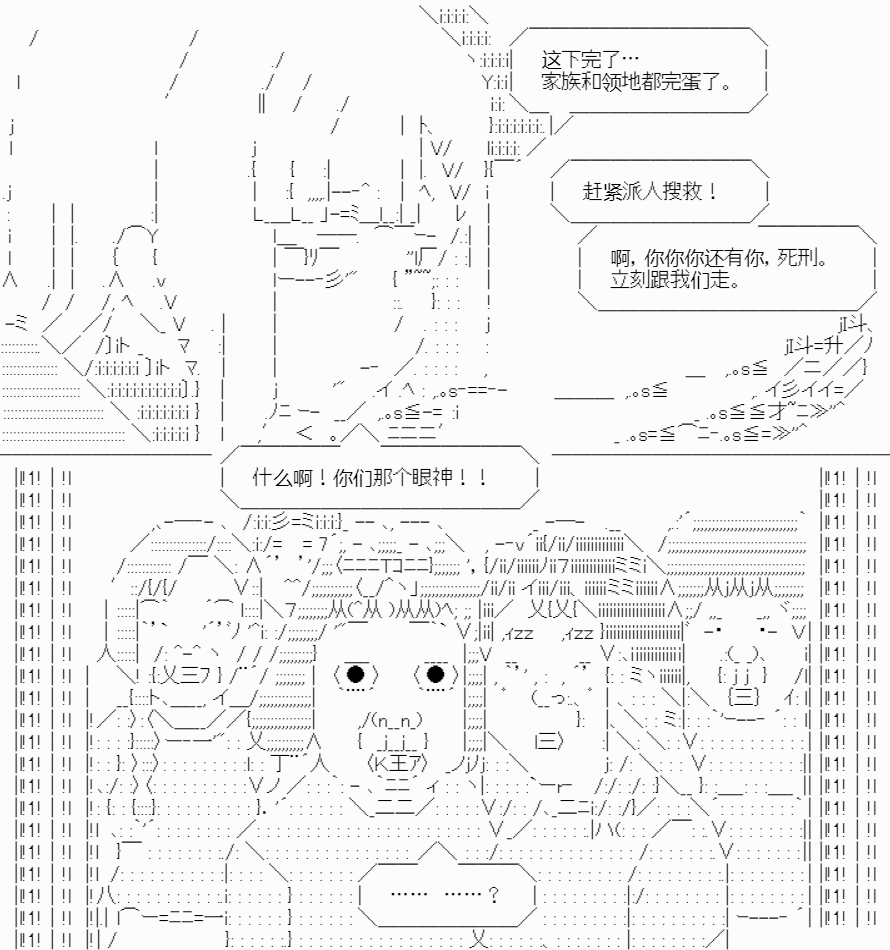 这下完了…
家族和领地都完蛋了。
赶紧派人搜救！
啊，你你你还有你，死刑。
立刻跟我们走。
什么啊！你们那个眼神！！
…… ……？